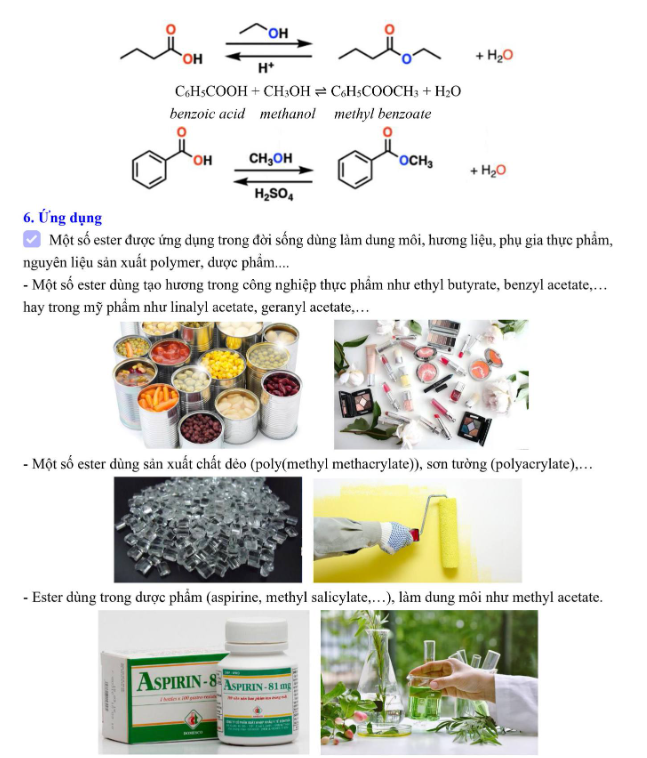 O
OH
OH
H⁺
O
O
+ H₂O
C₆H₅COOH + CH₃OH ⇌ C₆H₅COOCH₃ + H₂O
benzoic acid methanol methyl benzoate
O
OH
CH₃OH
H₂SO₄
O
OCH₃
+ H₂O
6. Ứng dụng
Một số ester được ứng dụng trong đời sống dùng làm dung môi, hương liệu, phụ gia thực phẩm,
nguyên liệu sản xuất polymer, dược phẩm....
- Một số ester dùng tạo hương trong công nghiệp thực phẩm như ethyl butyrate, benzyl acetate,…
hay trong mỹ phẩm như linalyl acetate, geranyl acetate,…
- Một số ester dùng sản xuất chất dẻo (poly(methyl methacrylate)), sơn tường (polyacrylate),…
- Ester dùng trong dược phẩm (aspirine, methyl salicylate,…), làm dung môi như methyl acetate.
ASPIRIN - 8
ASPIRIN - 81 mg